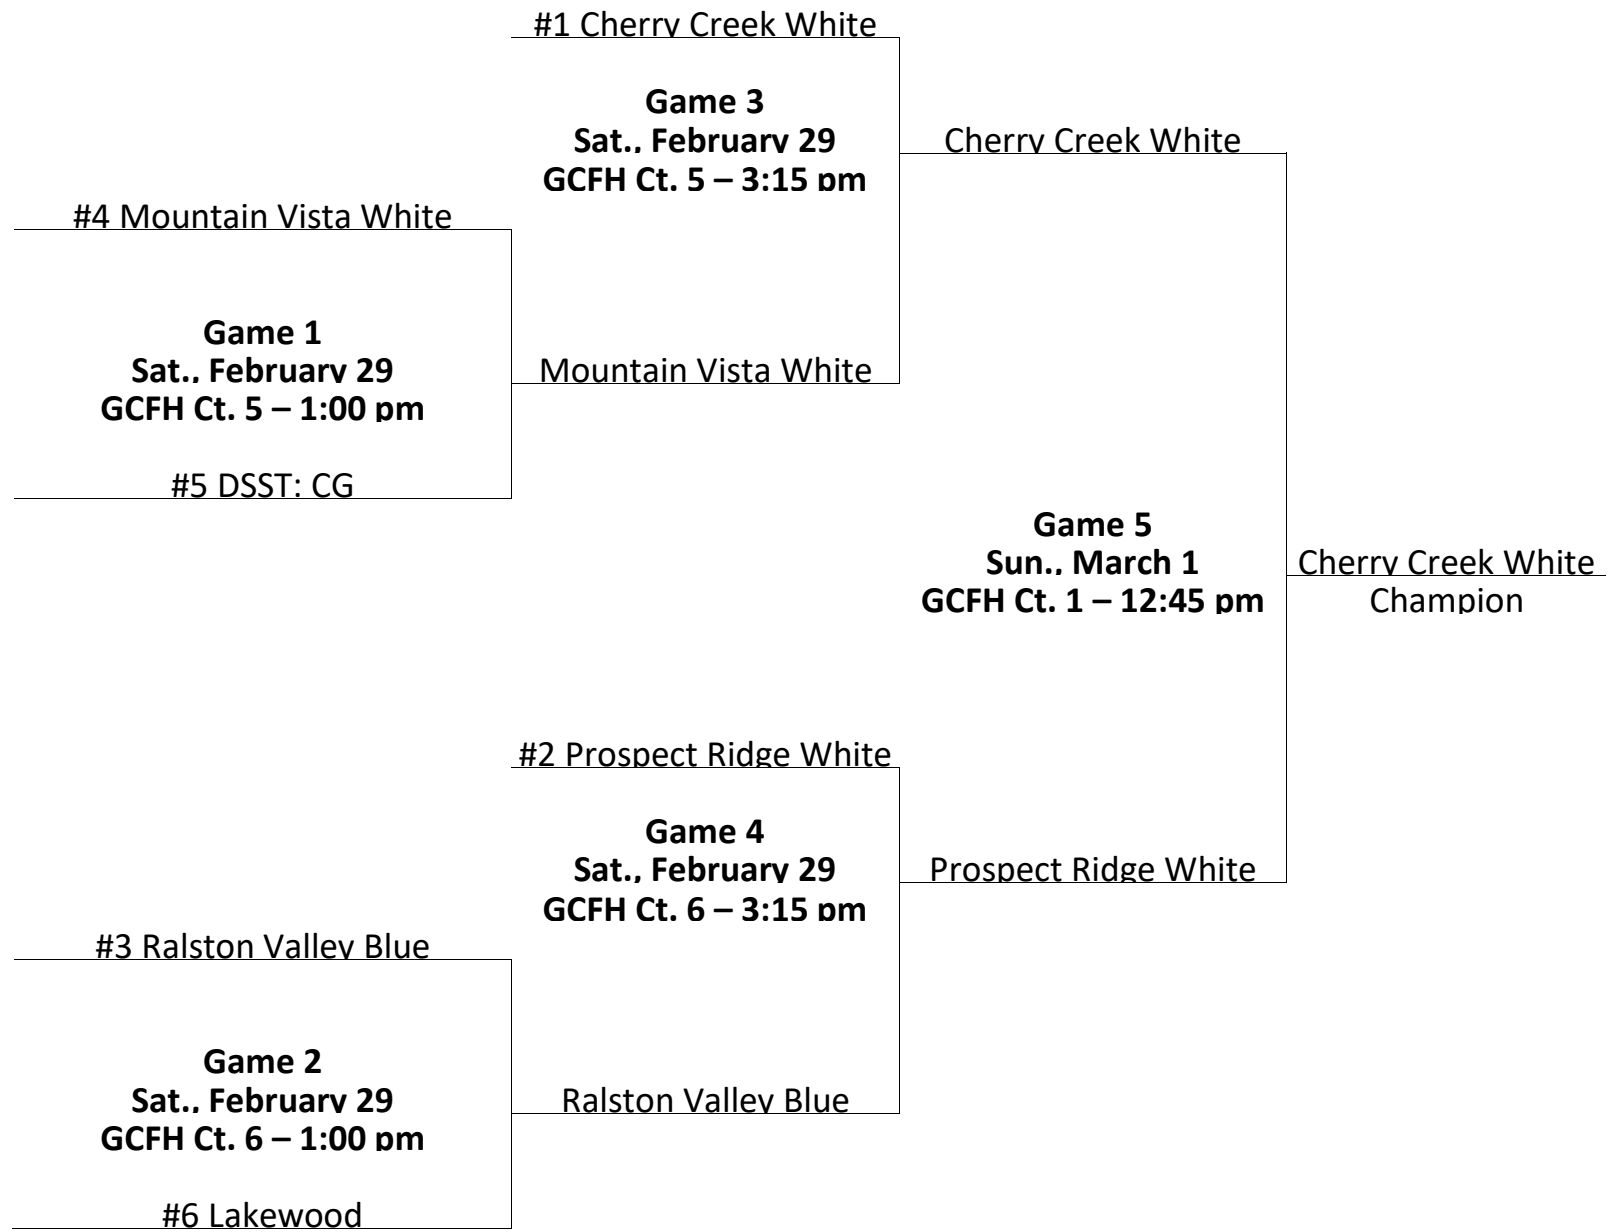 #1 Cherry Creek White
Game 3
Sat., February 29
GCFH Ct. 5 – 3:15 pm
Cherry Creek White
#4 Mountain Vista White
Game 1
Sat., February 29
GCFH Ct. 5 – 1:00 pm
Mountain Vista White
#5 DSST: CG
Game 5
Sun., March 1
GCFH Ct. 1 – 12:45 pm
Cherry Creek White
Champion
#2 Prospect Ridge White
Game 4
Sat., February 29
GCFH Ct. 6 – 3:15 pm
Prospect Ridge White
#3 Ralston Valley Blue
Game 2
Sat., February 29
GCFH Ct. 6 – 1:00 pm
Ralston Valley Blue
#6 Lakewood